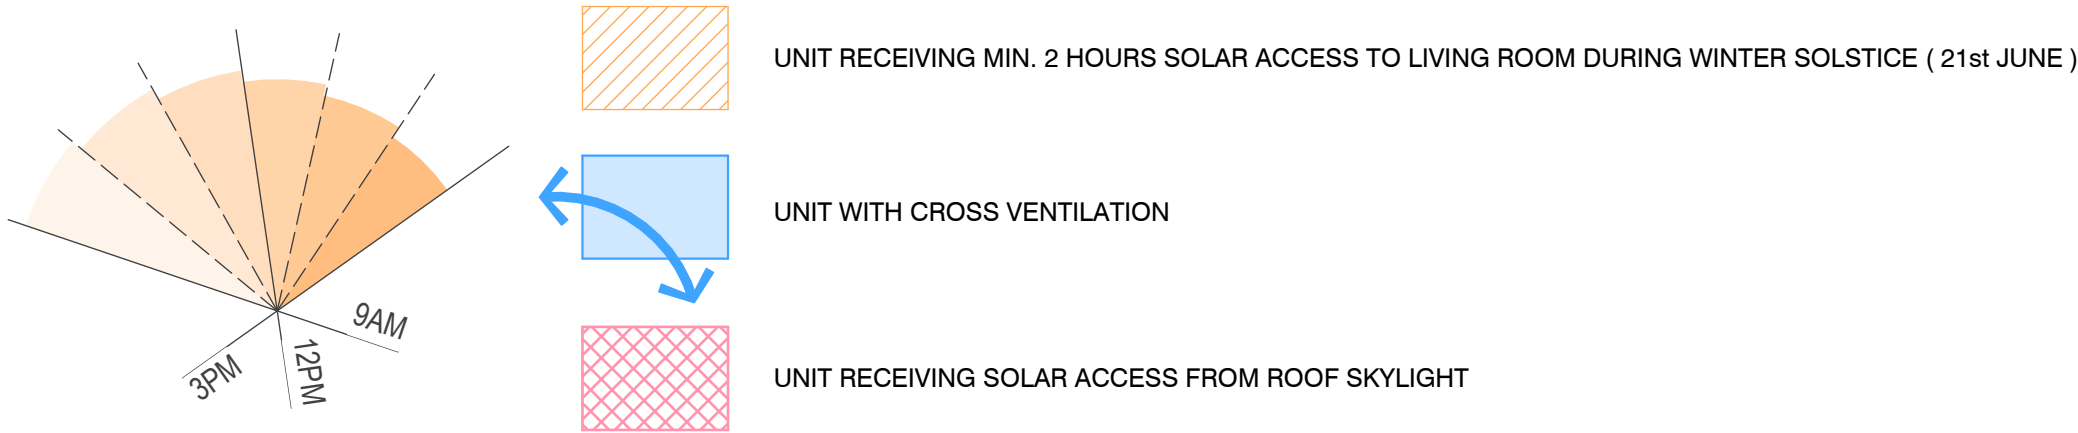 UNIT RECEIVING MIN. 2 HOURS SOLAR ACCESS TO LIVING ROOM DURING WINTER SOLSTICE ( 21st JUNE )
UNIT WITH CROSS VENTILATION
9AM
12PM
3PM
UNIT RECEIVING SOLAR ACCESS FROM ROOF SKYLIGHT